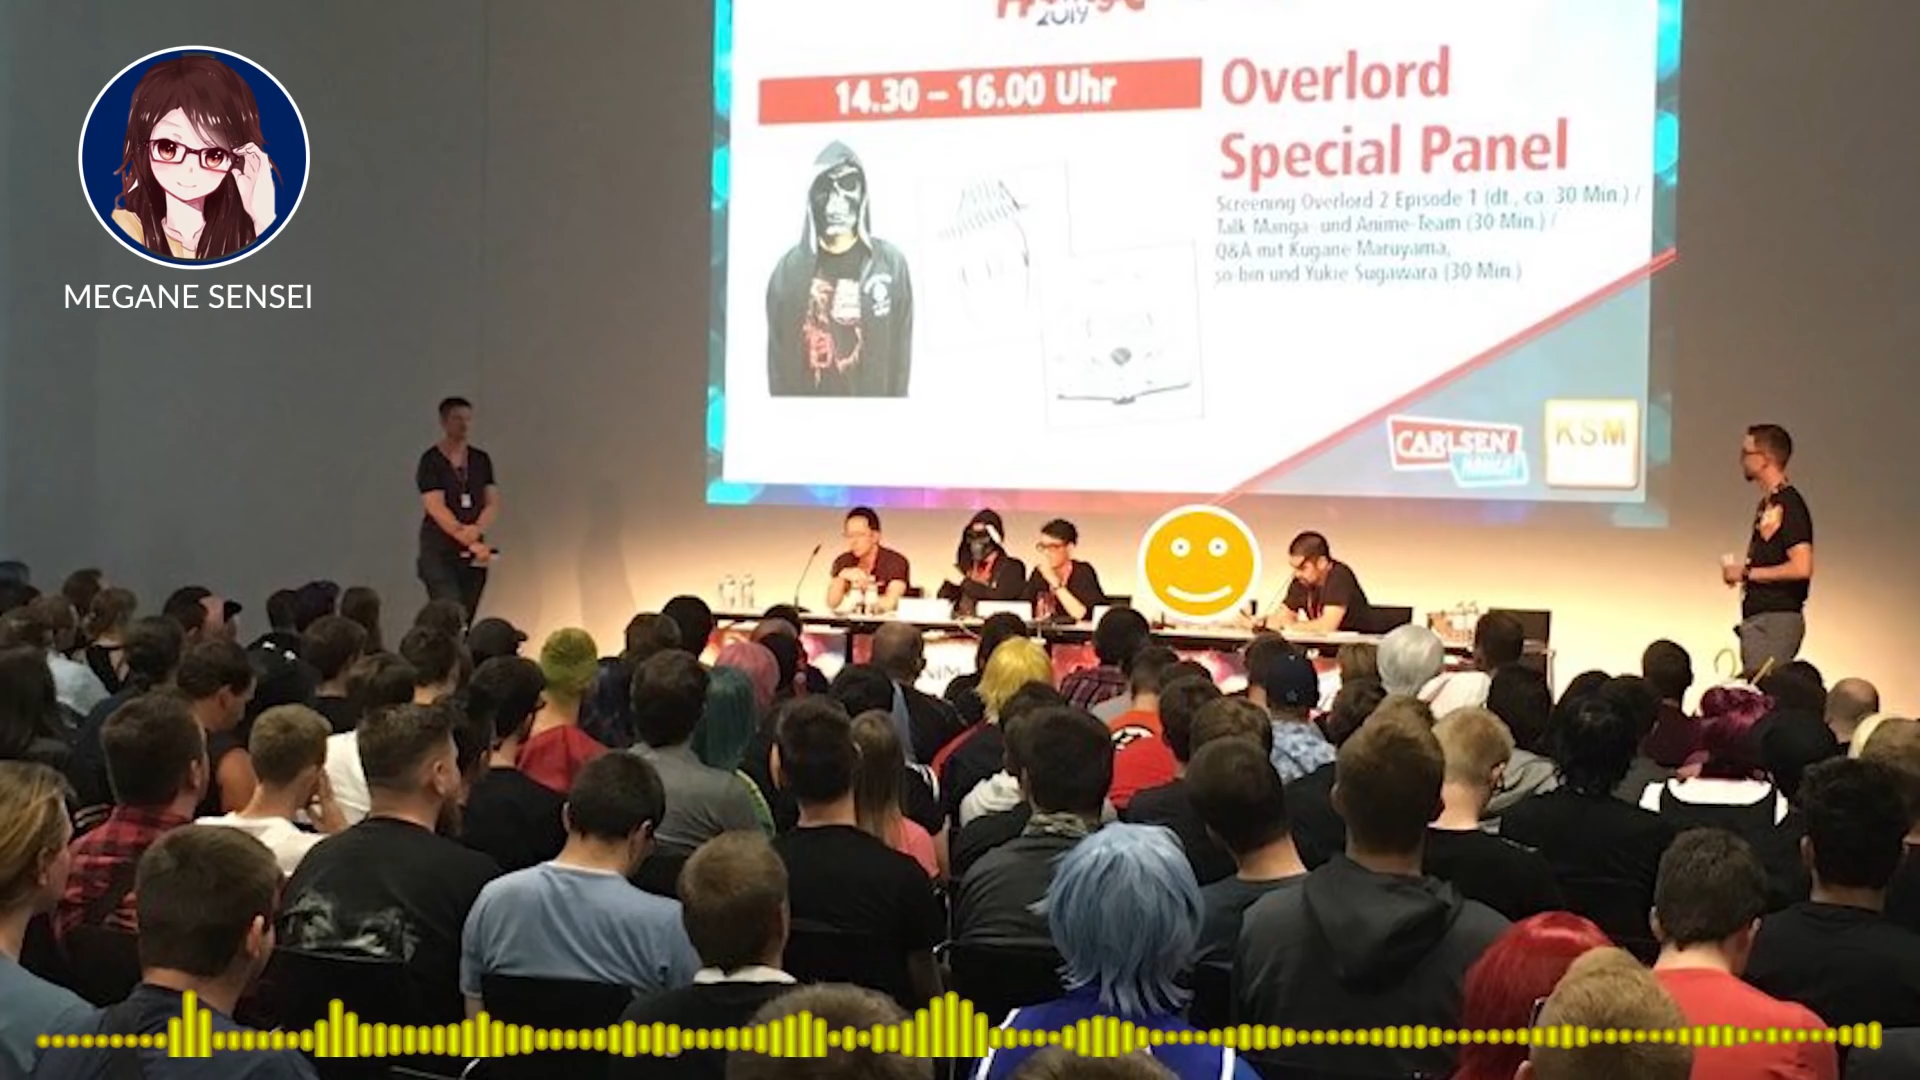 2019
14.30 – 16.00 Uhr
Overlord
Special Panel
Screening Overlord 2 Episode 1 (dt., ca. 30 Min.) /
Talk Manga- und Anime-Team (30 Min.) /
Q&A mit Kugane Maruyama,
so-bin und Yukie Sugawara (30 Min.)
CARLSEN
MANGA!
KSM
MEGANE SENSEI